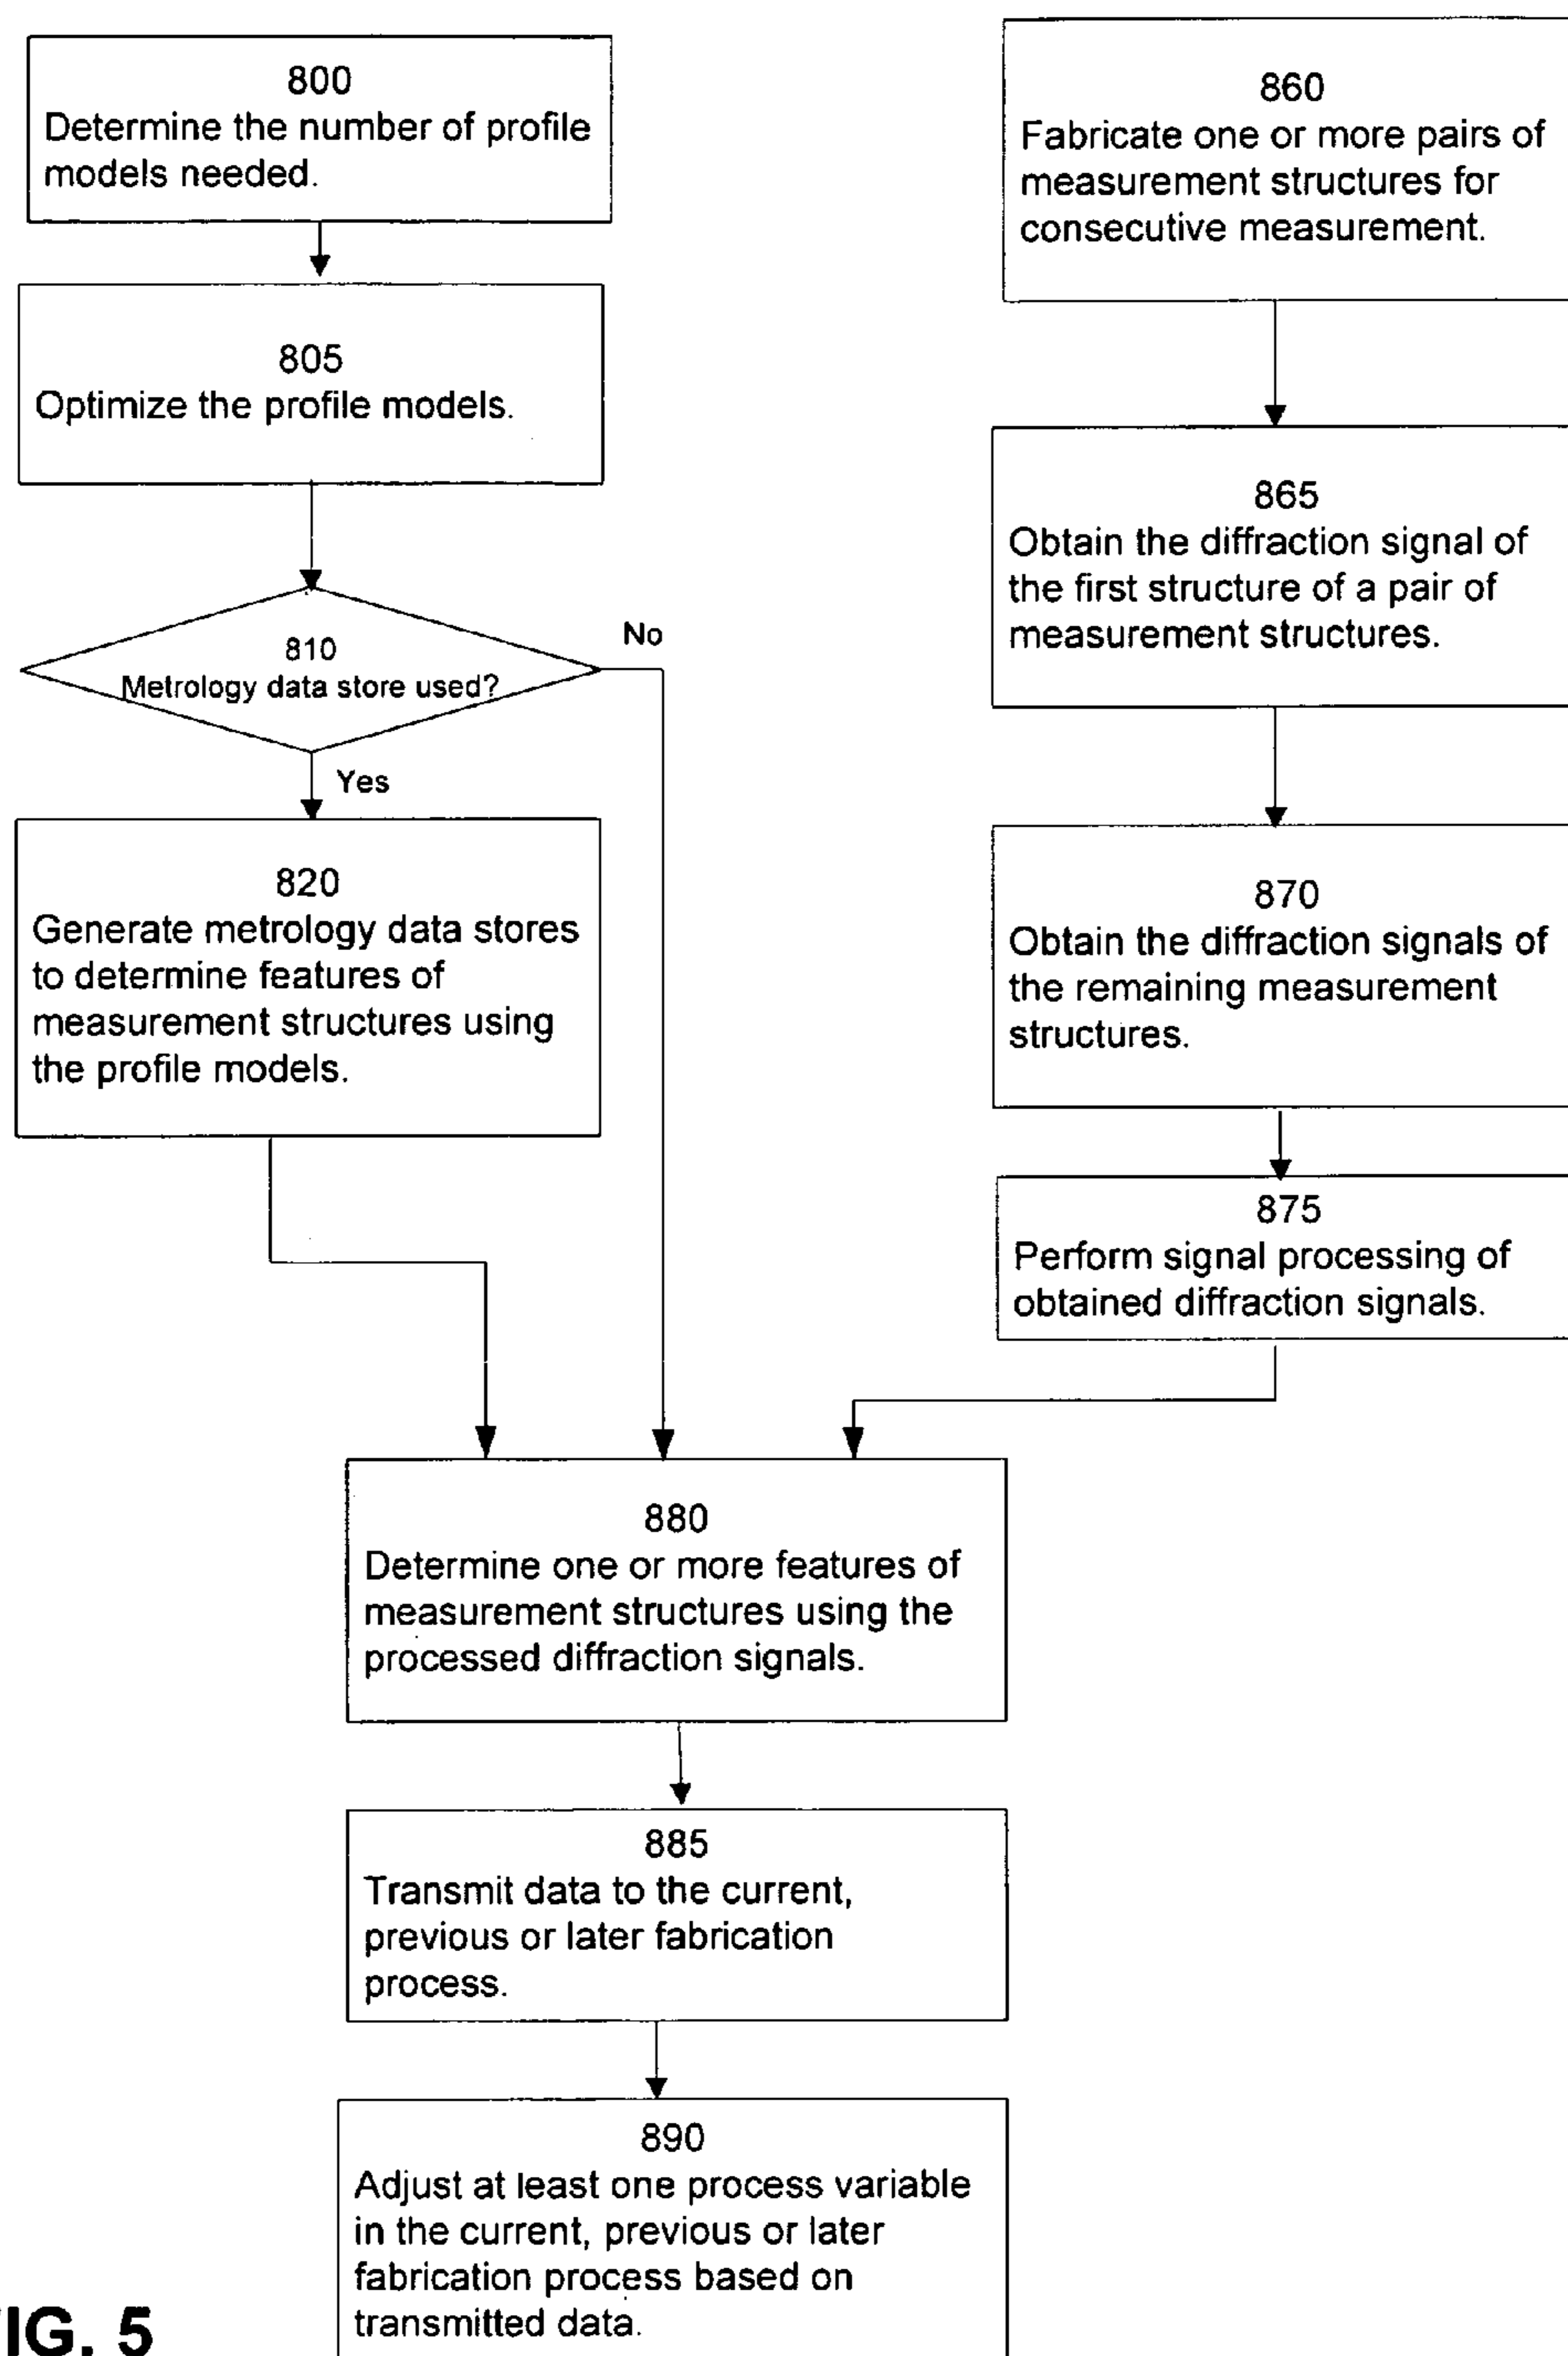 800
Determine the number of profile
models needed.
805
Optimize the profile models.
810
Metrology data store used?
No
Yes
820
Generate metrology data stores
to determine features of
measurement structures using
the profile models.
860
Fabricate one or more pairs of
measurement structures for
consecutive measurement.
865
Obtain the diffraction signal of
the first structure of a pair of
measurement structures.
870
Obtain the diffraction signals of
the remaining measurement
structures.
875
Perform signal processing of
obtained diffraction signals.
880
Determine one or more features of
measurement structures using the
processed diffraction signals.
885
Transmit data to the current,
previous or later fabrication
process.
890
Adjust at least one process variable
in the current, previous or later
fabrication process based on
transmitted data.
IG. 5